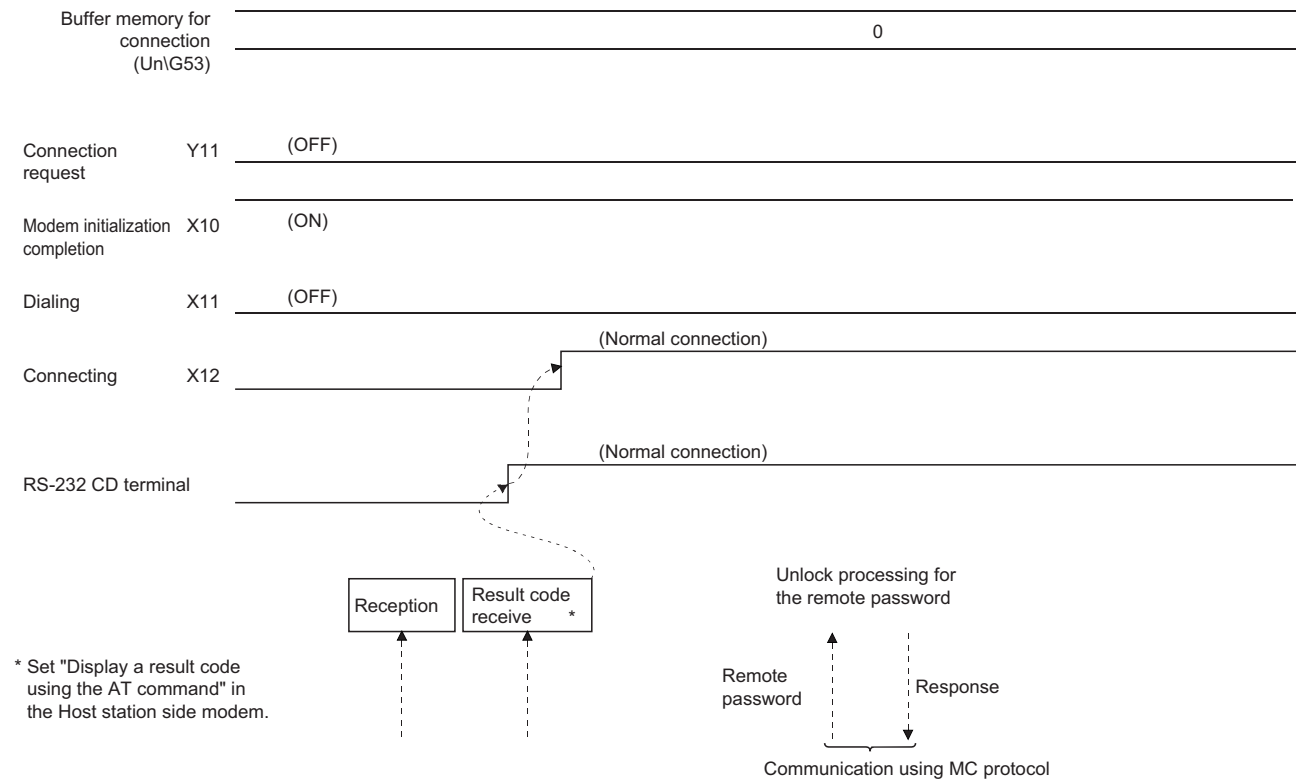 Buffer memory for
connection
(Un\G53)
0
Connection
request
Y11
(OFF)
Modem initialization
completion
X10
(ON)
Dialing
X11
(OFF)
(Normal connection)
Connecting
X12
(Normal connection)
RS-232 CD terminal
Reception
Result code
receive *
Unlock processing for
the remote password
* Set "Display a result code
using the AT command" in
the Host station side modem.
Remote
password
Response
Communication using MC protocol